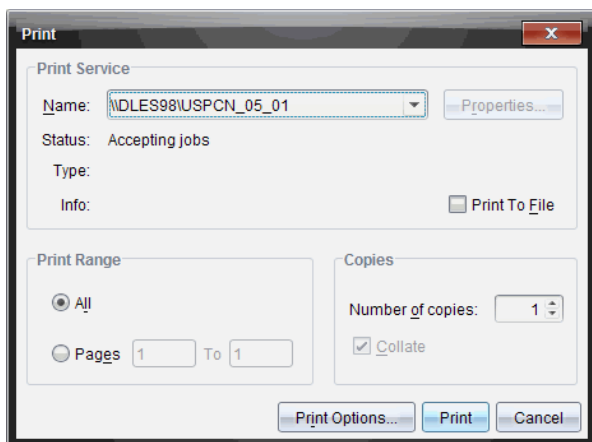 Print
x
Print Service
Name: \\DLES98\USPCN_05_01 Properties...
Status: Accepting jobs
Type:
Info: Print To File
Print Range
All
Pages 1 To 1
Copies
Number of copies: 1
Collate
Print Options... Print Cancel